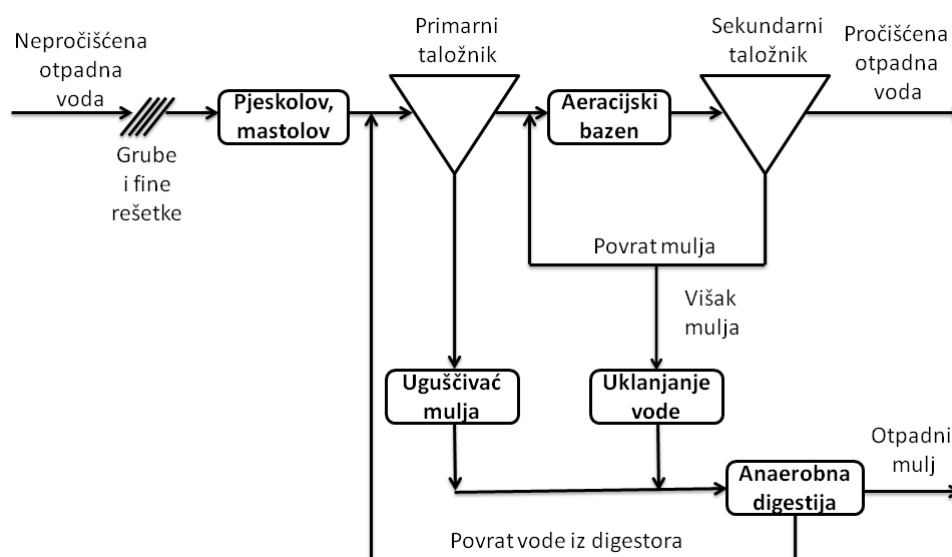 Nepročišćena
otpadna
voda
Grube
i fine
rešetke
Pjeskolov,
mastolov
Primarni
taložnik
Aeracijski
bazen
Sekundarni
taložnik
Pročišćena
otpadna
voda
Povrat mulja
Višak
mulja
Uguščivać
mulja
Uklanjanje
vode
Anaerobna
digestija
Otpadni
mulj
Povrat vode iz digestora